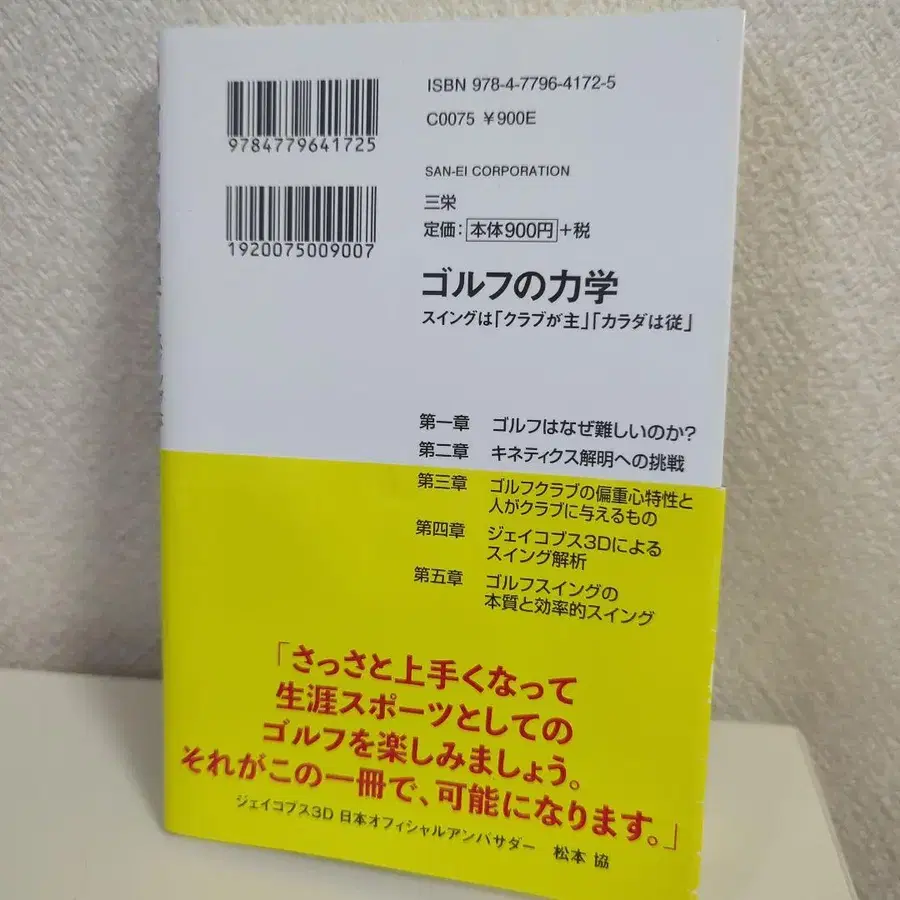 ISBN 978-4-7796-4172-5
C0075 ¥900E
9784779641725
1920075009007
SAN-EI CORPORATION
三栄
定価：本体900円+税
ゴルフの力学
スイングは「クラブが主」「カラダは従」
第一章 ゴルフはなぜ難しいのか?
第二章 キネティクス解明への挑戦
第三章 ゴルフクラブの偏重心特性と
人がクラブに与えるもの
第四章 ジェイコブス3Dによる
スイング解析
第五章 ゴルフスイングの
本質と効率的スイング
「さっさと上手くなって
生涯スポーツとしての
ゴルフを楽しみましょう。
それがこの一冊で、可能になります。」
ジェイコブス3D 日本オフィシャルアンバサダー 松本 協